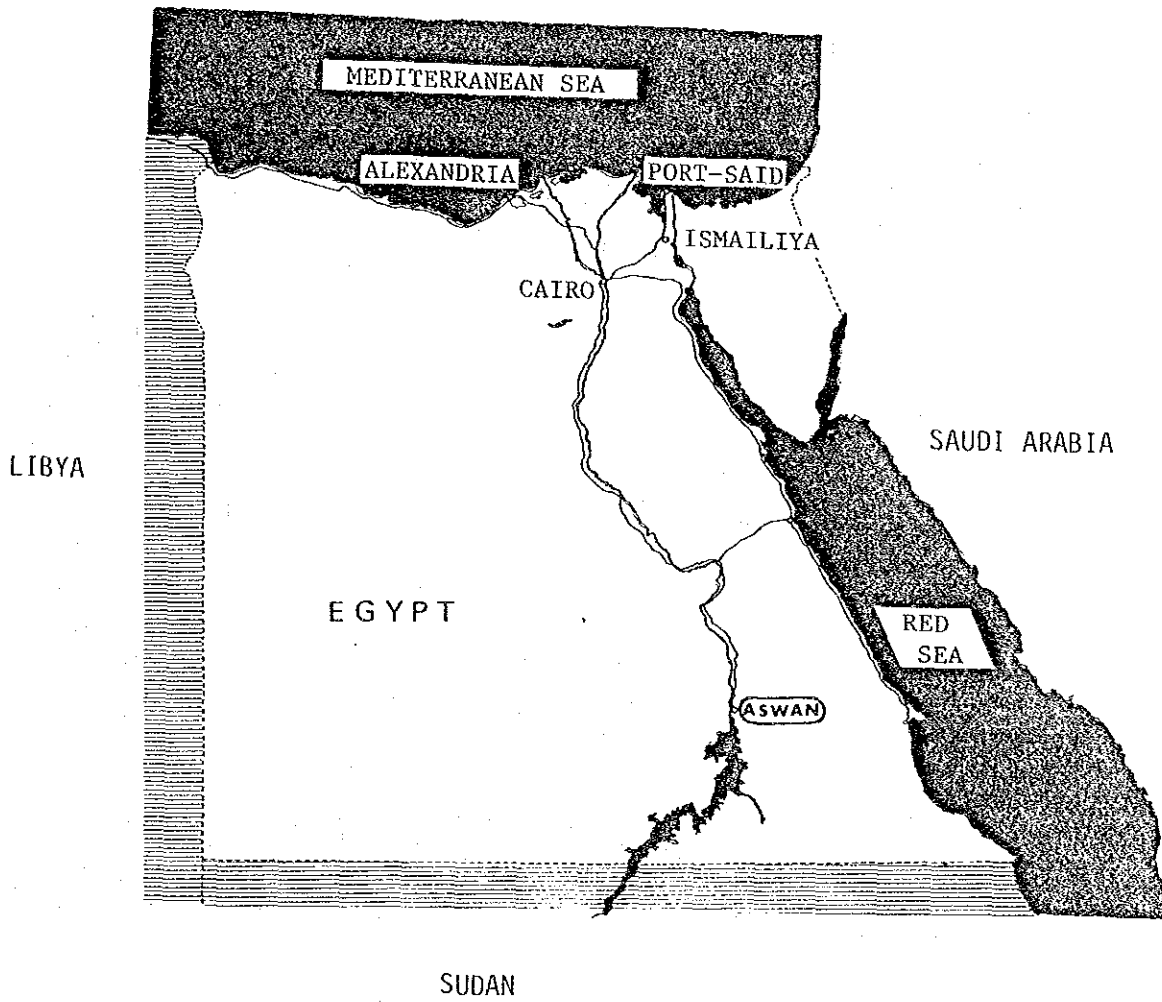 MEDITERRANEAN SEA
ALEXANDRIA
PORT-SAID
ISMAILIYA
CAIRO
SAUDI ARABIA
LIBYA
EGYPT
RED
SEA
ASWAN
SUDAN